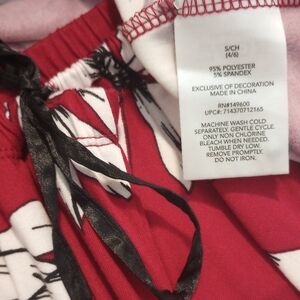 S/CH
(4/6)
95% POLYESTER
5% SPANDEX
EXCLUSIVE OF DECORATION
MADE IN CHINA
RN#149600
UPC#: 714370712165
MACHINE WASH COLD
SEPARATELY, GENTLE CYCLE.
ONLY NON CHLORINE
BLEACH WHEN NEEDED.
TUMBLE DRY LOW.
REMOVE PROMPTLY.
DO NOT IRON.